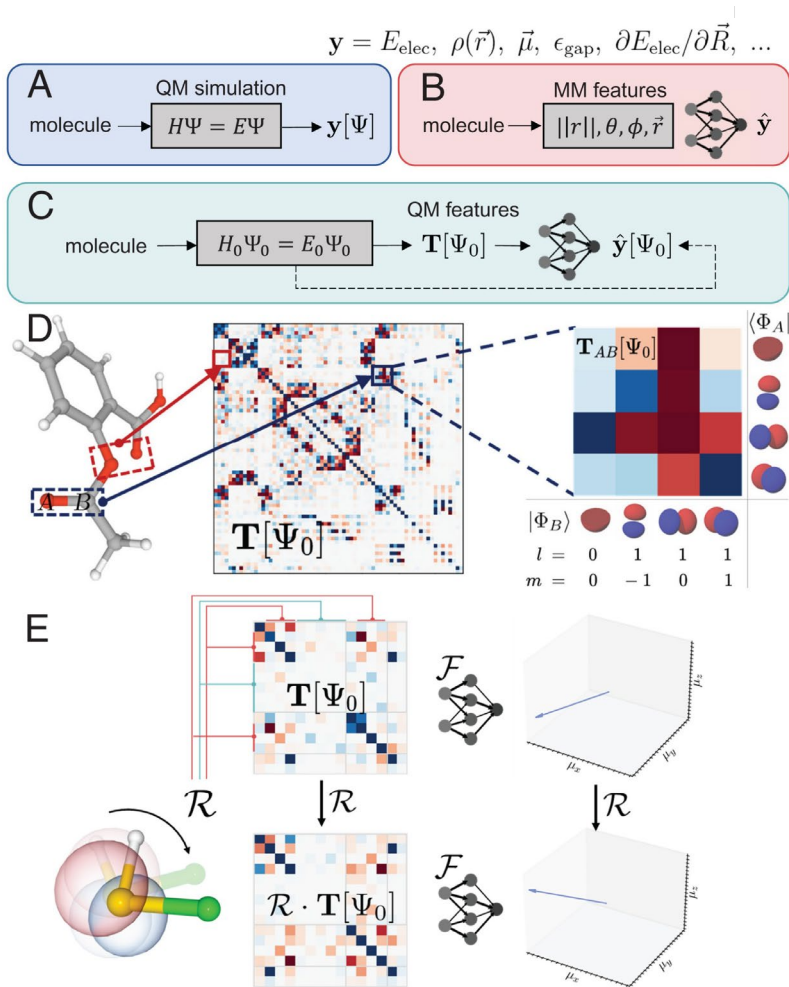 y = E_elec, ρ(r⃗), μ⃗, ϵ_gap, ∂E_elec/∂R⃗, ...
A
QM simulation
molecule
HΨ = EΨ
y[Ψ]
B
MM features
molecule
||r||, θ, ϕ, r⃗
ŷ
C
QM features
molecule
H₀Ψ₀ = E₀Ψ₀
T[Ψ₀]
ŷ[Ψ₀]
D
A B
T[Ψ₀]
T_AB[Ψ₀]
⟨Φ_A|
|Φ_B⟩
l = 0 1 1 1
m = 0 −1 0 1
E
T[Ψ₀]
F
μ_x
μ_y
μ_z
R
R
R
R · T[Ψ₀]
F
μ_x
μ_y
μ_z